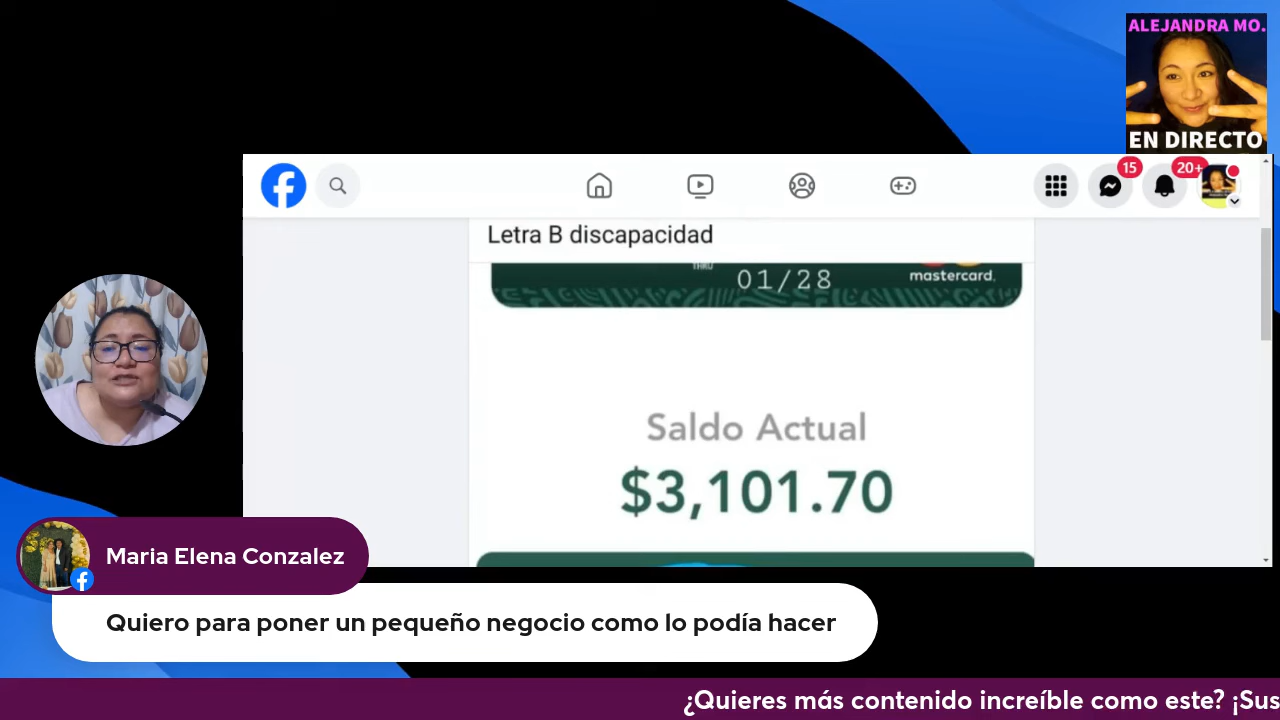 ALEJANDRA MO.
EN DIRECTO
15
20+
Letra B discapacidad
THRU
01/28
mastercard.
Saldo Actual
$3,101.70
Maria Elena Conzalez
Quiero para poner un pequeño negocio como lo podía hacer
¿Quieres más contenido increíble como este? ¡Sus